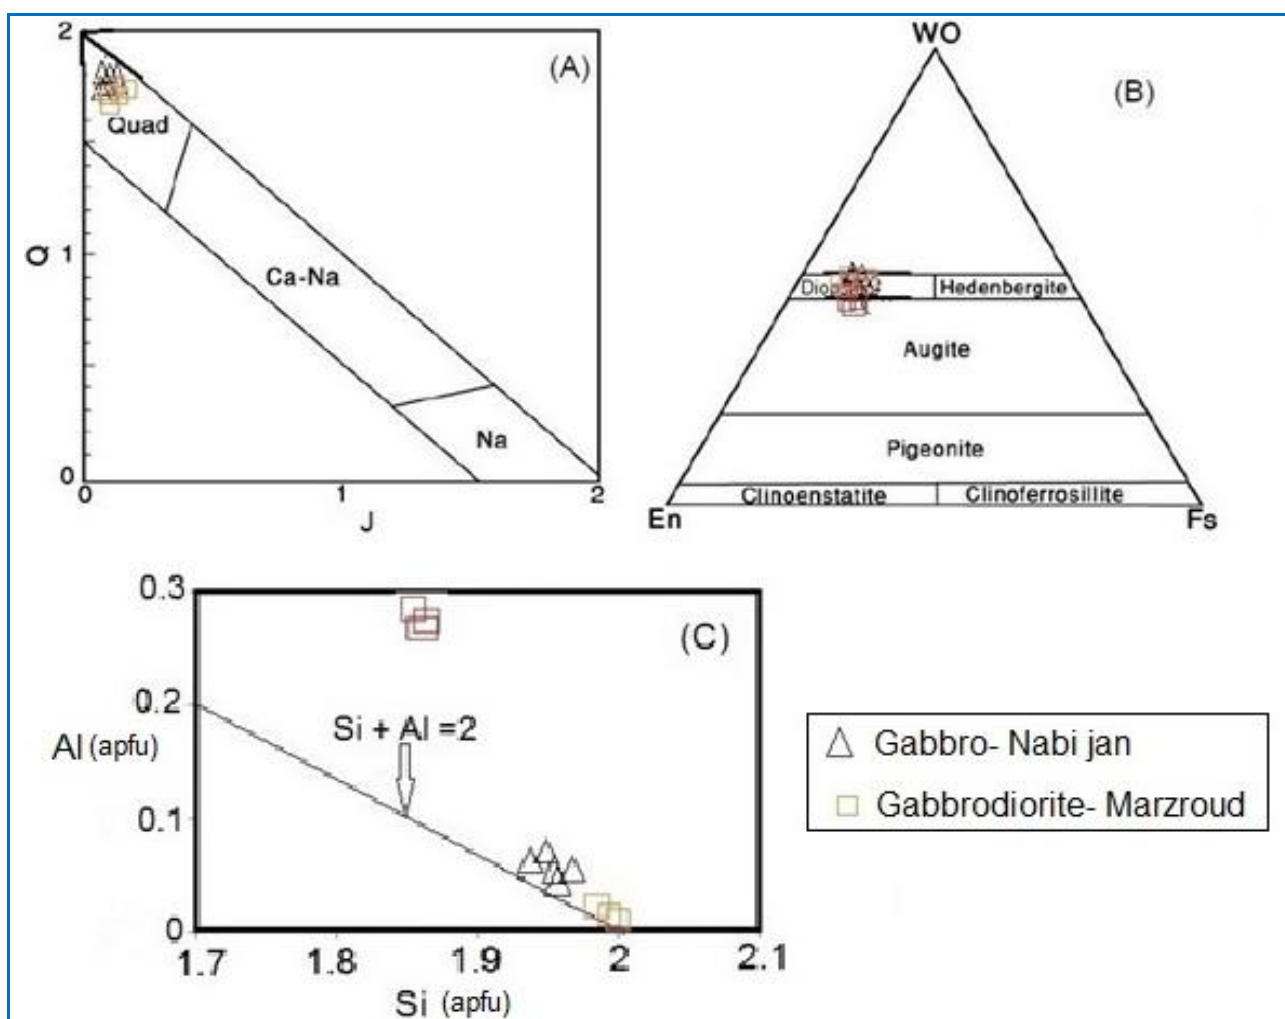 2
(A)
Quad
1
Q
Ca-Na
Na
0
0
1
2
J
WO
(B)
Hedenbergite
Augite
Pigeonite
Clinoenstatite
Clinoferrosillite
En
Fs
0.3
(C)
0.2
Si + Al =2
Al (apfu)
0.1
0
1.7
1.8
1.9
2
2.1
Si (apfu)
Gabbro- Nabi jan
Gabbrodiorite- Marzroud